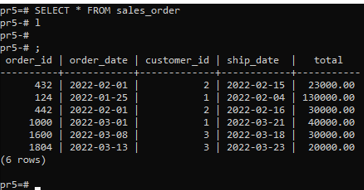 pr5=# SELECT * FROM sales_order
pr5-# l
pr5-#
pr5-# ;
order_id | order_date | customer_id | ship_date | total
----------+------------+-------------+------------+-----------
432 | 2022-02-01 | 2 | 2022-02-15 | 23000.00
124 | 2022-01-25 | 1 | 2022-02-04 | 130000.00
442 | 2022-02-01 | 2 | 2022-02-16 | 30000.00
1000 | 2022-03-01 | 1 | 2022-03-21 | 40000.00
1600 | 2022-03-08 | 3 | 2022-03-18 | 30000.00
1804 | 2022-03-13 | 3 | 2022-03-23 | 20000.00
(6 rows)
pr5=#